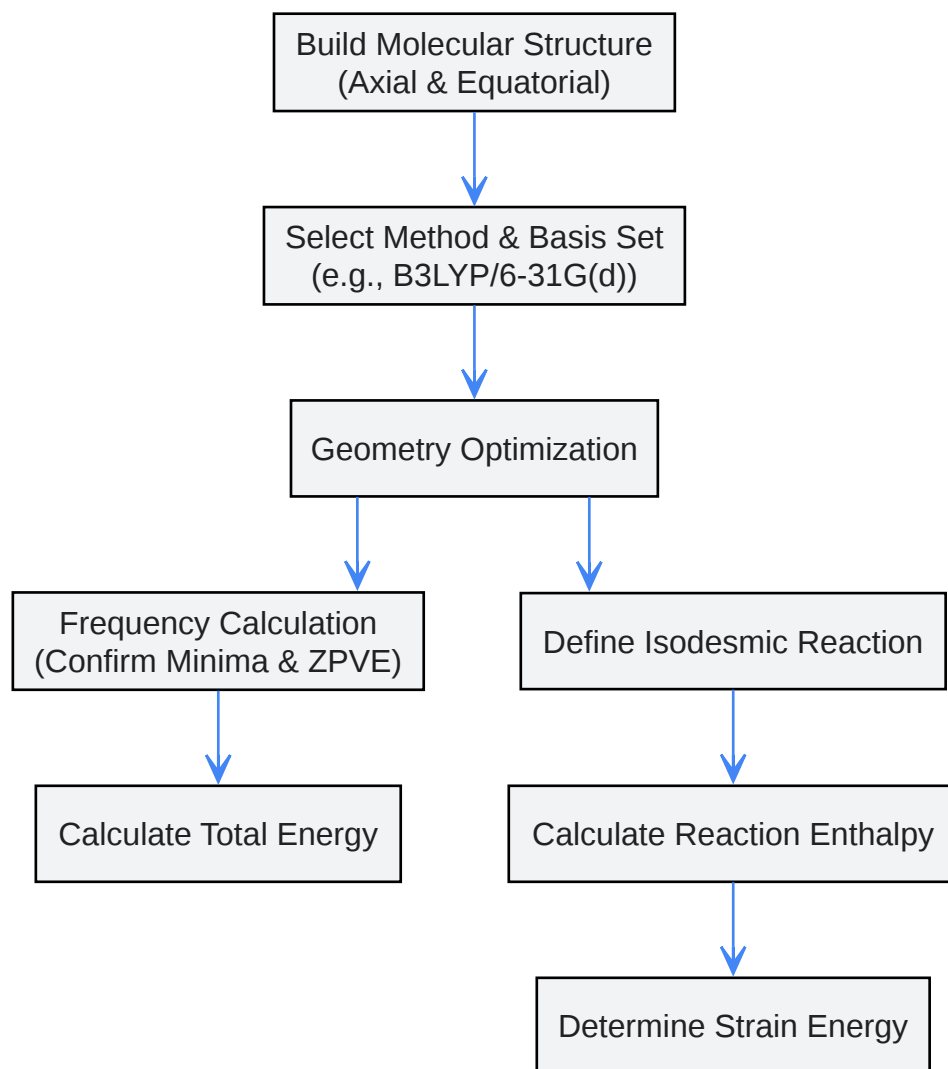 Build Molecular Structure
(Axial & Equatorial)
Select Method & Basis Set
(e.g., B3LYP/6-31G(d))
Geometry Optimization
Frequency Calculation
(Confirm Minima & ZPVE)
Define Isodesmic Reaction
Calculate Total Energy
Calculate Reaction Enthalpy
Determine Strain Energy